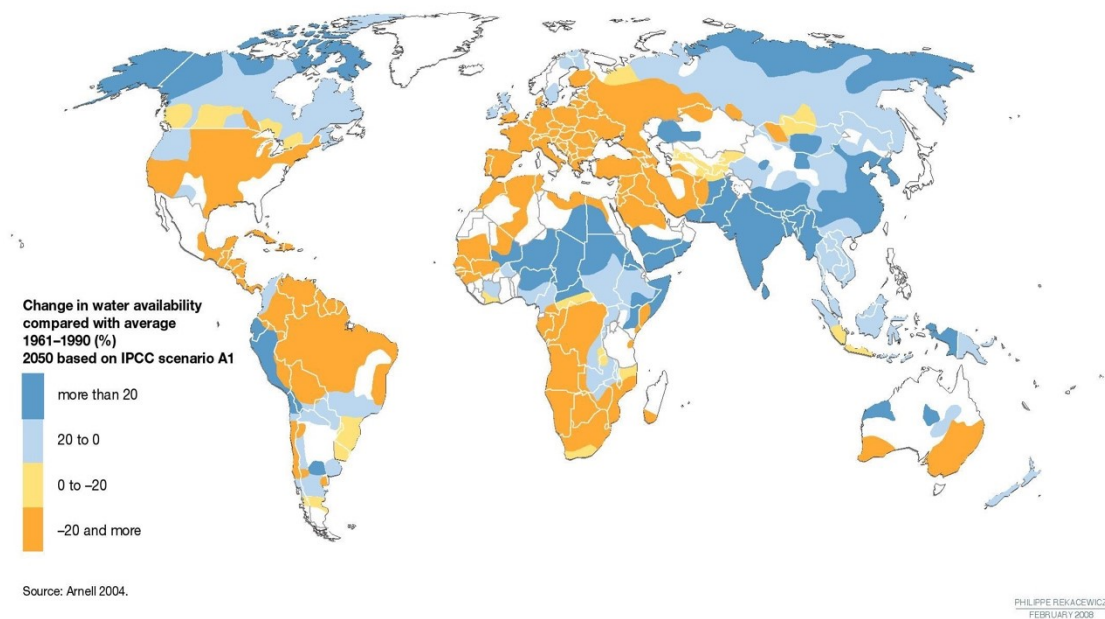 Change in water availability
compared with average
1961–1990 (%)
2050 based on IPCC scenario A1
more than 20
20 to 0
0 to –20
–20 and more
Source: Arnell 2004.
PHILIPPE REKACEWICZ
FEBRUARY 2008